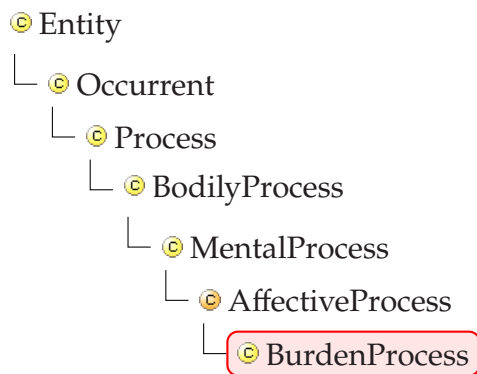 Entity
Occurrent
Process
BodilyProcess
MentalProcess
AffectiveProcess
BurdenProcess